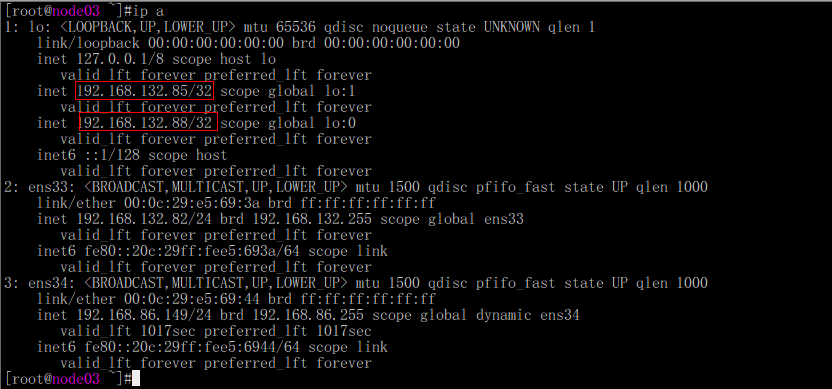 [root@node03 ~]#ip a
1: lo: <LOOPBACK,UP,LOWER_UP> mtu 65536 qdisc noqueue state UNKNOWN qlen 1
    link/loopback 00:00:00:00:00:00 brd 00:00:00:00:00:00
    inet 127.0.0.1/8 scope host lo
       valid_lft forever preferred_lft forever
    inet 192.168.132.85/32 scope global lo:1
       valid_lft forever preferred_lft forever
    inet 192.168.132.88/32 scope global lo:0
       valid_lft forever preferred_lft forever
    inet6 ::1/128 scope host
       valid_lft forever preferred_lft forever
2: ens33: <BROADCAST,MULTICAST,UP,LOWER_UP> mtu 1500 qdisc pfifo_fast state UP qlen 1000
    link/ether 00:0c:29:e5:69:3a brd ff:ff:ff:ff:ff:ff
    inet 192.168.132.82/24 brd 192.168.132.255 scope global ens33
       valid_lft forever preferred_lft forever
    inet6 fe80::20c:29ff:fee5:693a/64 scope link
       valid_lft forever preferred_lft forever
3: ens34: <BROADCAST,MULTICAST,UP,LOWER_UP> mtu 1500 qdisc pfifo_fast state UP qlen 1000
    link/ether 00:0c:29:e5:69:44 brd ff:ff:ff:ff:ff:ff
    inet 192.168.86.149/24 brd 192.168.86.255 scope global dynamic ens34
       valid_lft 1017sec preferred_lft 1017sec
    inet6 fe80::20c:29ff:fee5:6944/64 scope link
       valid_lft forever preferred_lft forever
[root@node03 ~]#